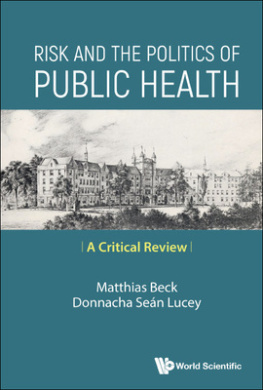 RISK AND THE POLITICS OF
PUBLIC HEALTH
| A Critical Review |
Matthias Beck
Donnacha Seán Lucey
World Scientific